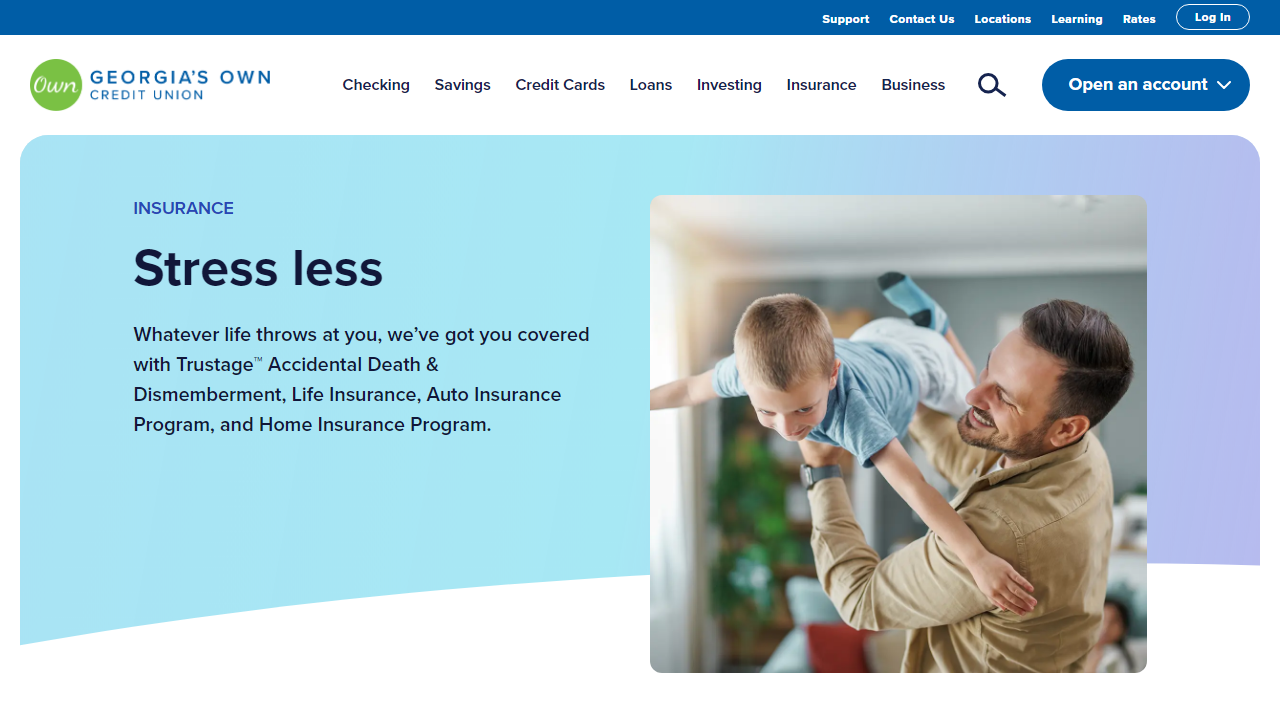 Support Contact Us Locations Learning Rates Log In
Own GEORGIA'S OWN
CREDIT UNION
Checking Savings Credit Cards Loans Investing Insurance Business Open an account
INSURANCE
Stress less
Whatever life throws at you, we’ve got you covered
with Trustage™ Accidental Death &
Dismemberment, Life Insurance, Auto Insurance
Program, and Home Insurance Program.